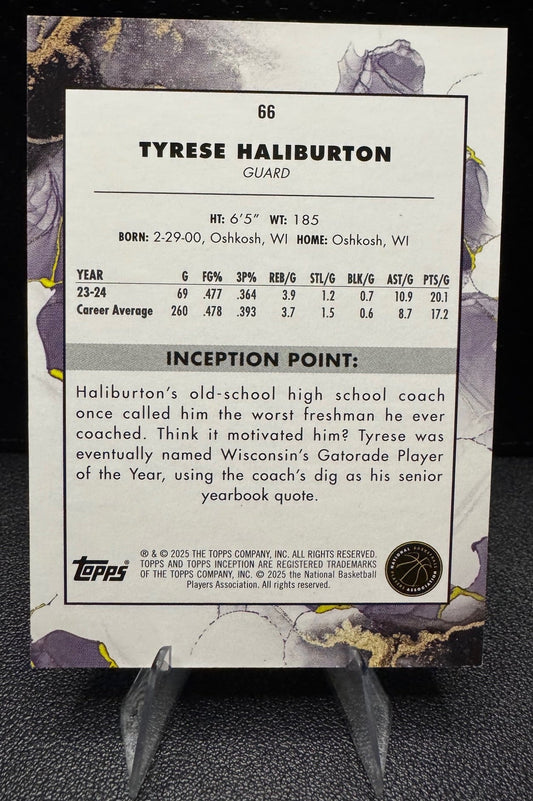 66
TYRESE HALIBURTON
GUARD
HT: 6'5" WT: 185
BORN: 2-29-00, Oshkosh, WI HOME: Oshkosh, WI
YEAR G FG% 3P% REB/G STL/G BLK/G AST/G PTS/G
23-24 69 .477 .364 3.9 1.2 0.7 10.9 20.1
Career Average 260 .478 .393 3.7 1.5 0.6 8.7 17.2
INCEPTION POINT:
Haliburton's old-school high school coach
once called him the worst freshman he ever
coached. Think it motivated him? Tyrese was
eventually named Wisconsin's Gatorade Player
of the Year, using the coach's dig as his senior
yearbook quote.
topps
® & © 2025 THE TOPPS COMPANY, INC. ALL RIGHTS RESERVED.
TOPPS AND TOPPS INCEPTION ARE REGISTERED TRADEMARKS
OF THE TOPPS COMPANY, INC. © 2025 the National Basketball
Players Association. All rights reserved.
NATIONAL BASKETBALL
PLAYERS ASSOCIATION